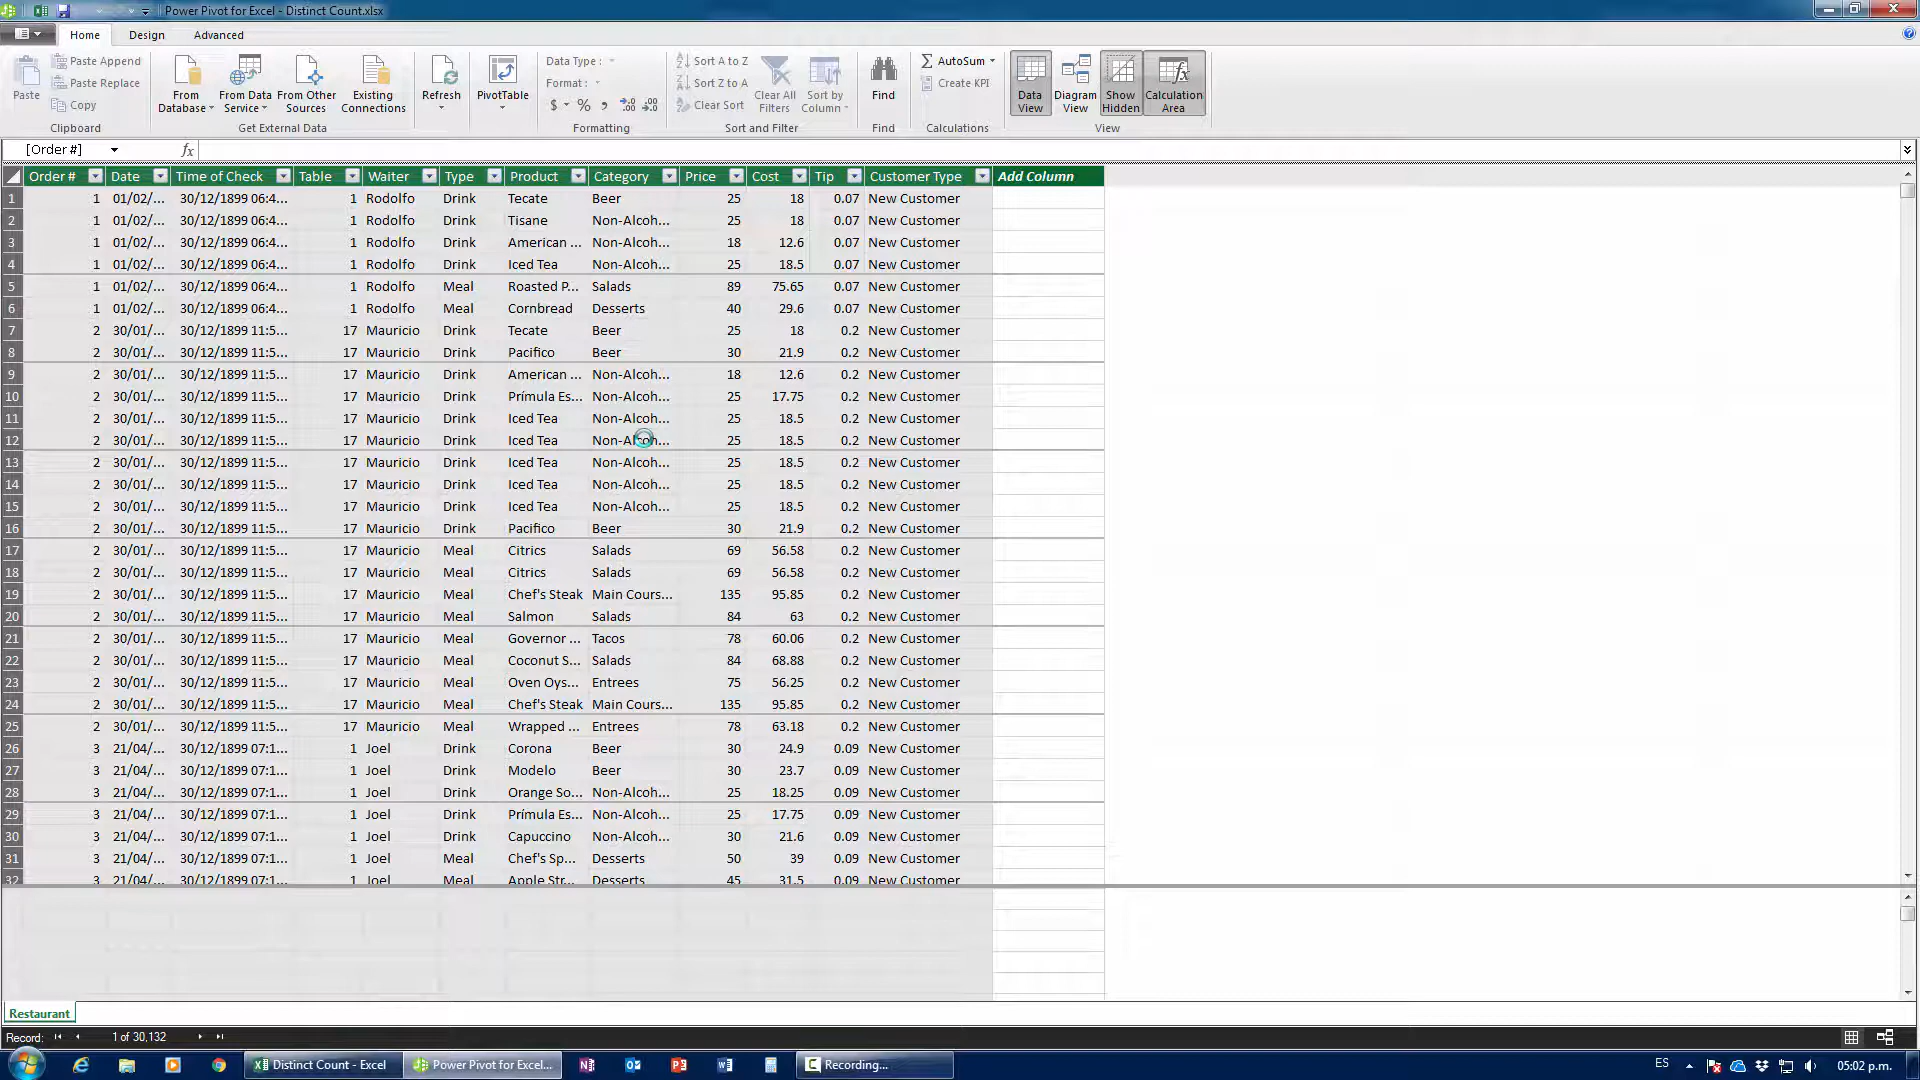 Power Pivot for Excel - Distinct Count.xlsx
Home Design Advanced
Paste
Paste Append
Paste Replace
Copy
Clipboard
From Database
From Data Service
From Other Sources
Existing Connections
Get External Data
Refresh
PivotTable
Data Type :
Format :
$ % ,
Formatting
Sort A to Z
Sort Z to A
Clear Sort
Clear All Filters
Sort by Column
Sort and Filter
Find
Find
AutoSum
Create KPI
Calculations
Data View
Diagram View
Show Hidden
Calculation Area
View
[Order #] fx
Order # Date Time of Check Table Waiter Type Product Category Price Cost Tip Customer Type Add Column
1 1 01/02/... 30/12/1899 06:4... 1 Rodolfo Drink Tecate Beer 25 18 0.07 New Customer
2 1 01/02/... 30/12/1899 06:4... 1 Rodolfo Drink Tisane Non-Alcoh... 25 18 0.07 New Customer
3 1 01/02/... 30/12/1899 06:4... 1 Rodolfo Drink American ... Non-Alcoh... 18 12.6 0.07 New Customer
4 1 01/02/... 30/12/1899 06:4... 1 Rodolfo Drink Iced Tea Non-Alcoh... 25 18.5 0.07 New Customer
5 1 01/02/... 30/12/1899 06:4... 1 Rodolfo Meal Roasted P... Salads 89 75.65 0.07 New Customer
6 1 01/02/... 30/12/1899 06:4... 1 Rodolfo Meal Cornbread Desserts 40 29.6 0.07 New Customer
7 2 30/01/... 30/12/1899 11:5... 17 Mauricio Drink Tecate Beer 25 18 0.2 New Customer
8 2 30/01/... 30/12/1899 11:5... 17 Mauricio Drink Pacifico Beer 30 21.9 0.2 New Customer
9 2 30/01/... 30/12/1899 11:5... 17 Mauricio Drink American ... Non-Alcoh... 18 12.6 0.2 New Customer
10 2 30/01/... 30/12/1899 11:5... 17 Mauricio Drink Prímula Es... Non-Alcoh... 25 17.75 0.2 New Customer
11 2 30/01/... 30/12/1899 11:5... 17 Mauricio Drink Iced Tea Non-Alcoh... 25 18.5 0.2 New Customer
12 2 30/01/... 30/12/1899 11:5... 17 Mauricio Drink Iced Tea Non-Alcoh... 25 18.5 0.2 New Customer
13 2 30/01/... 30/12/1899 11:5... 17 Mauricio Drink Iced Tea Non-Alcoh... 25 18.5 0.2 New Customer
14 2 30/01/... 30/12/1899 11:5... 17 Mauricio Drink Iced Tea Non-Alcoh... 25 18.5 0.2 New Customer
15 2 30/01/... 30/12/1899 11:5... 17 Mauricio Drink Iced Tea Non-Alcoh... 25 18.5 0.2 New Customer
16 2 30/01/... 30/12/1899 11:5... 17 Mauricio Drink Pacifico Beer 30 21.9 0.2 New Customer
17 2 30/01/... 30/12/1899 11:5... 17 Mauricio Meal Citrics Salads 69 56.58 0.2 New Customer
18 2 30/01/... 30/12/1899 11:5... 17 Mauricio Meal Citrics Salads 69 56.58 0.2 New Customer
19 2 30/01/... 30/12/1899 11:5... 17 Mauricio Meal Chef's Steak Main Cours... 135 95.85 0.2 New Customer
20 2 30/01/... 30/12/1899 11:5... 17 Mauricio Meal Salmon Salads 84 63 0.2 New Customer
21 2 30/01/... 30/12/1899 11:5... 17 Mauricio Meal Governor ... Tacos 78 60.06 0.2 New Customer
22 2 30/01/... 30/12/1899 11:5... 17 Mauricio Meal Coconut S... Salads 84 68.88 0.2 New Customer
23 2 30/01/... 30/12/1899 11:5... 17 Mauricio Meal Oven Oys... Entrees 75 56.25 0.2 New Customer
24 2 30/01/... 30/12/1899 11:5... 17 Mauricio Meal Chef's Steak Main Cours... 135 95.85 0.2 New Customer
25 2 30/01/... 30/12/1899 11:5... 17 Mauricio Meal Wrapped ... Entrees 78 63.18 0.2 New Customer
26 3 21/04/... 30/12/1899 07:1... 1 Joel Drink Corona Beer 30 24.9 0.09 New Customer
27 3 21/04/... 30/12/1899 07:1... 1 Joel Drink Modelo Beer 30 23.7 0.09 New Customer
28 3 21/04/... 30/12/1899 07:1... 1 Joel Drink Orange So... Non-Alcoh... 25 18.25 0.09 New Customer
29 3 21/04/... 30/12/1899 07:1... 1 Joel Drink Prímula Es... Non-Alcoh... 25 17.75 0.09 New Customer
30 3 21/04/... 30/12/1899 07:1... 1 Joel Drink Capuccino Non-Alcoh... 30 21.6 0.09 New Customer
31 3 21/04/... 30/12/1899 07:1... 1 Joel Meal Chef's Sp... Desserts 50 39 0.09 New Customer
32 3 21/04/... 30/12/1899 07:1... 1 Joel Meal Apple Str... Desserts 45 31.5 0.09 New Customer
Restaurant
Record: 1 of 30,132
Distinct Count - Excel Power Pivot for Excel... Recording... ES 05:02 p.m.